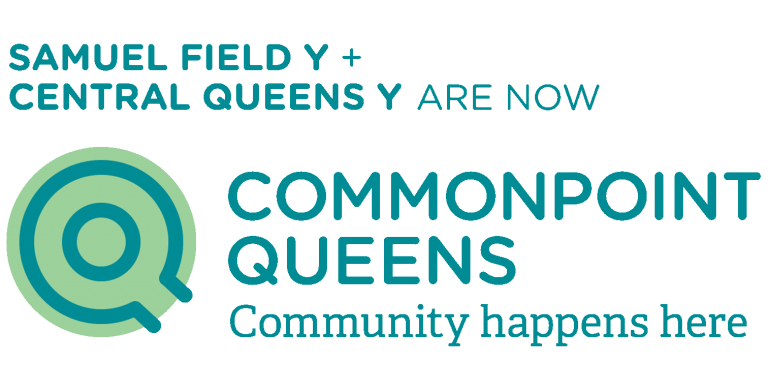 SAMUEL FIELD Y +
CENTRAL QUEENS Y ARE NOW
COMMONPOINT
QUEENS
Community happens here